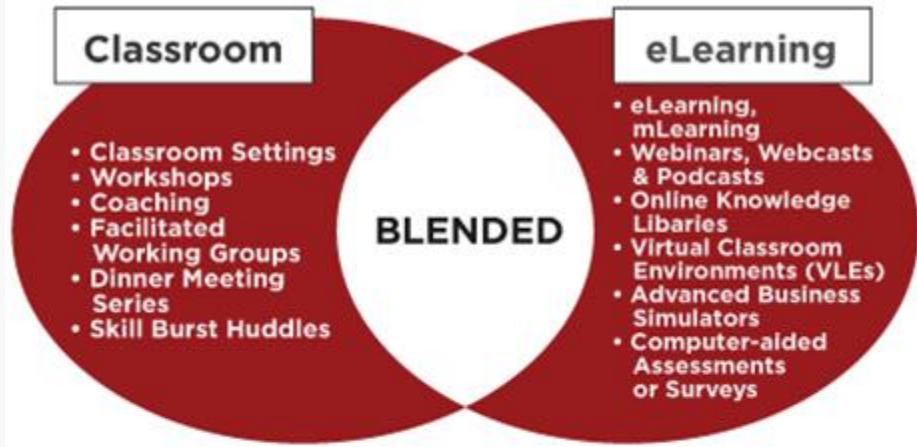 Classroom
• Classroom Settings
• Workshops
• Coaching
• Facilitated
Working Groups
• Dinner Meeting
Series
• Skill Burst Huddles
BLENDED
eLearning
• eLearning,
mLearning
• Webinars, Webcasts
& Podcasts
• Online Knowledge
Libaries
• Virtual Classroom
Environments (VLEs)
• Advanced Business
Simulators
• Computer-aided
Assessments
or Surveys